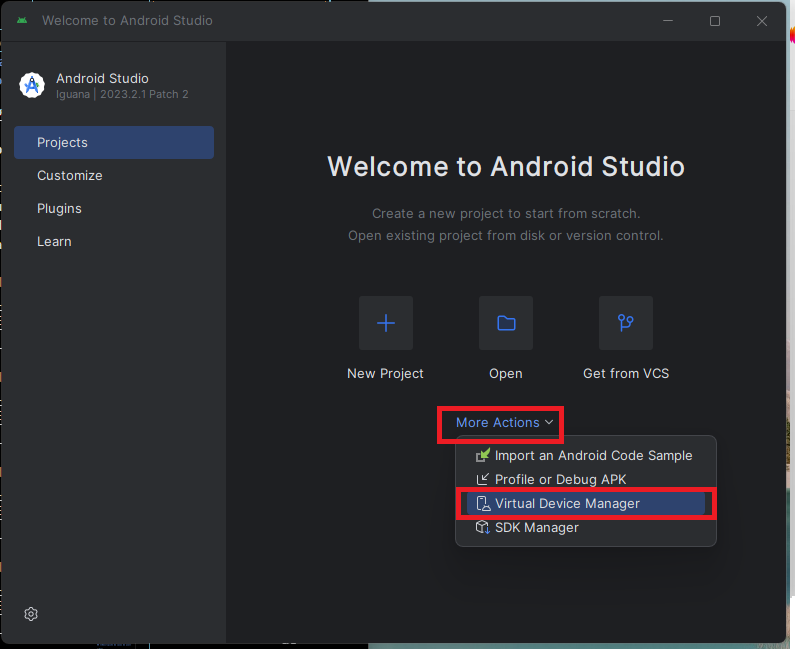 Welcome to Android Studio
Android Studio
Iguana | 2023.2.1 Patch 2
Projects
Customize
Plugins
Learn
Welcome to Android Studio
Create a new project to start from scratch.
Open existing project from disk or version control.
New Project
Open
Get from VCS
More Actions
Import an Android Code Sample
Profile or Debug APK
Virtual Device Manager
SDK Manager